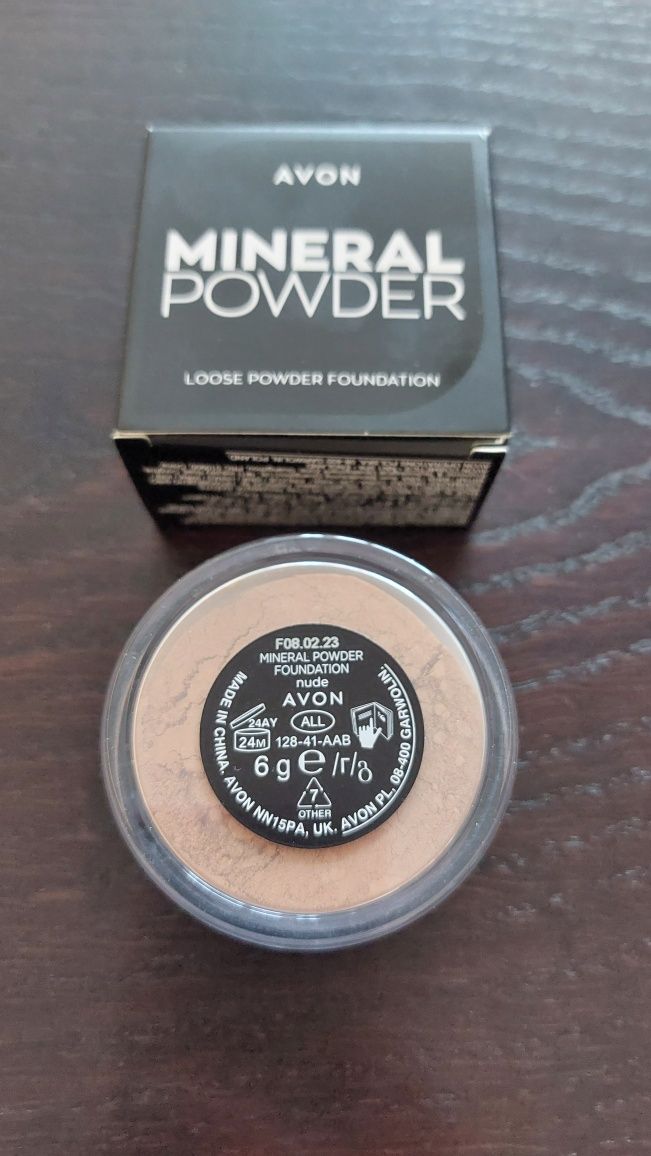 AVON
MINERAL
POWDER
LOOSE POWDER FOUNDATION
F08.02.23
MINERAL POWDER
FOUNDATION
nude
AVON
24AY
ALL
24M
128-41-AAB
6 g e /г/გ
7
OTHER
MADE IN CHINA. AVON NN15PA, UK. AVON PL. 08-400 GARWOLIN.